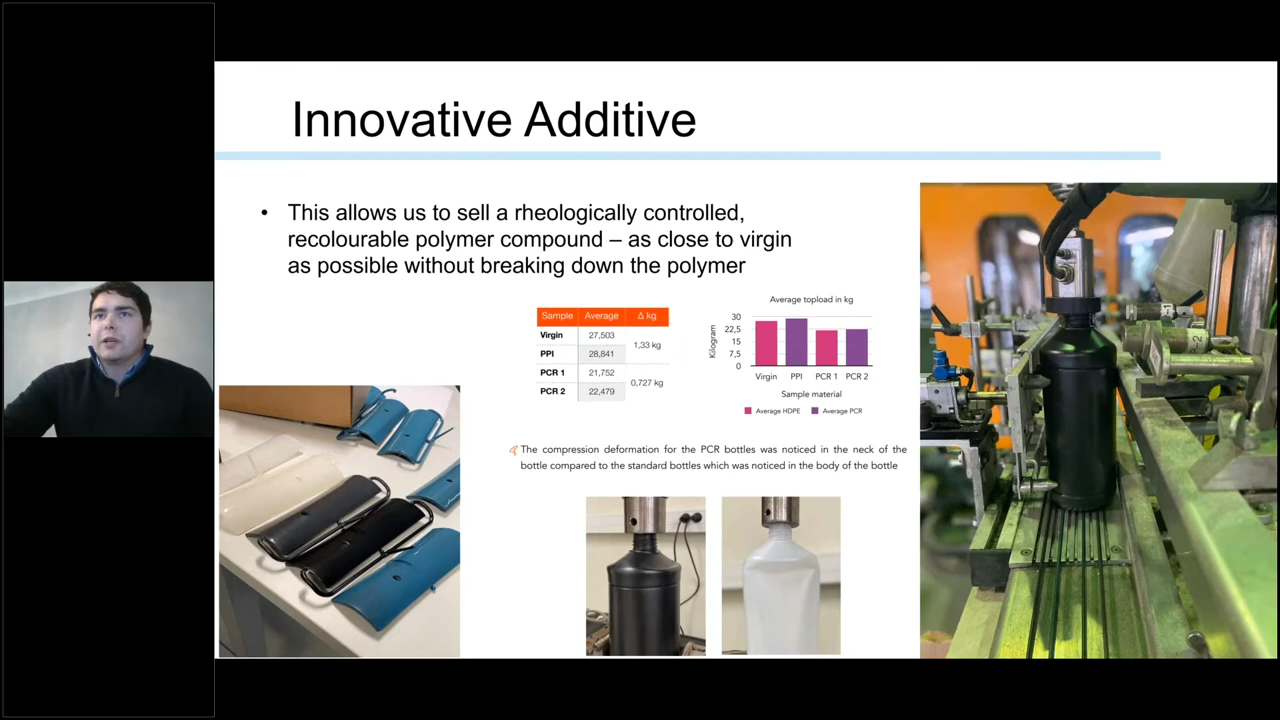 Innovative Additive
• This allows us to sell a rheologically controlled,
recolourable polymer compound – as close to virgin
as possible without breaking down the polymer
Sample Average Δ kg
Virgin 27,503
1,33 kg
PPI 28,841
PCR 1 21,752
0,727 kg
PCR 2 22,479
Average topload in kg
Kilogram
30
22,5
15
7,5
0
Virgin PPI PCR 1 PCR 2
Sample material
Average HDPE Average PCR
The compression deformation for the PCR bottles was noticed in the neck of the
bottle compared to the standard bottles which was noticed in the body of the bottle